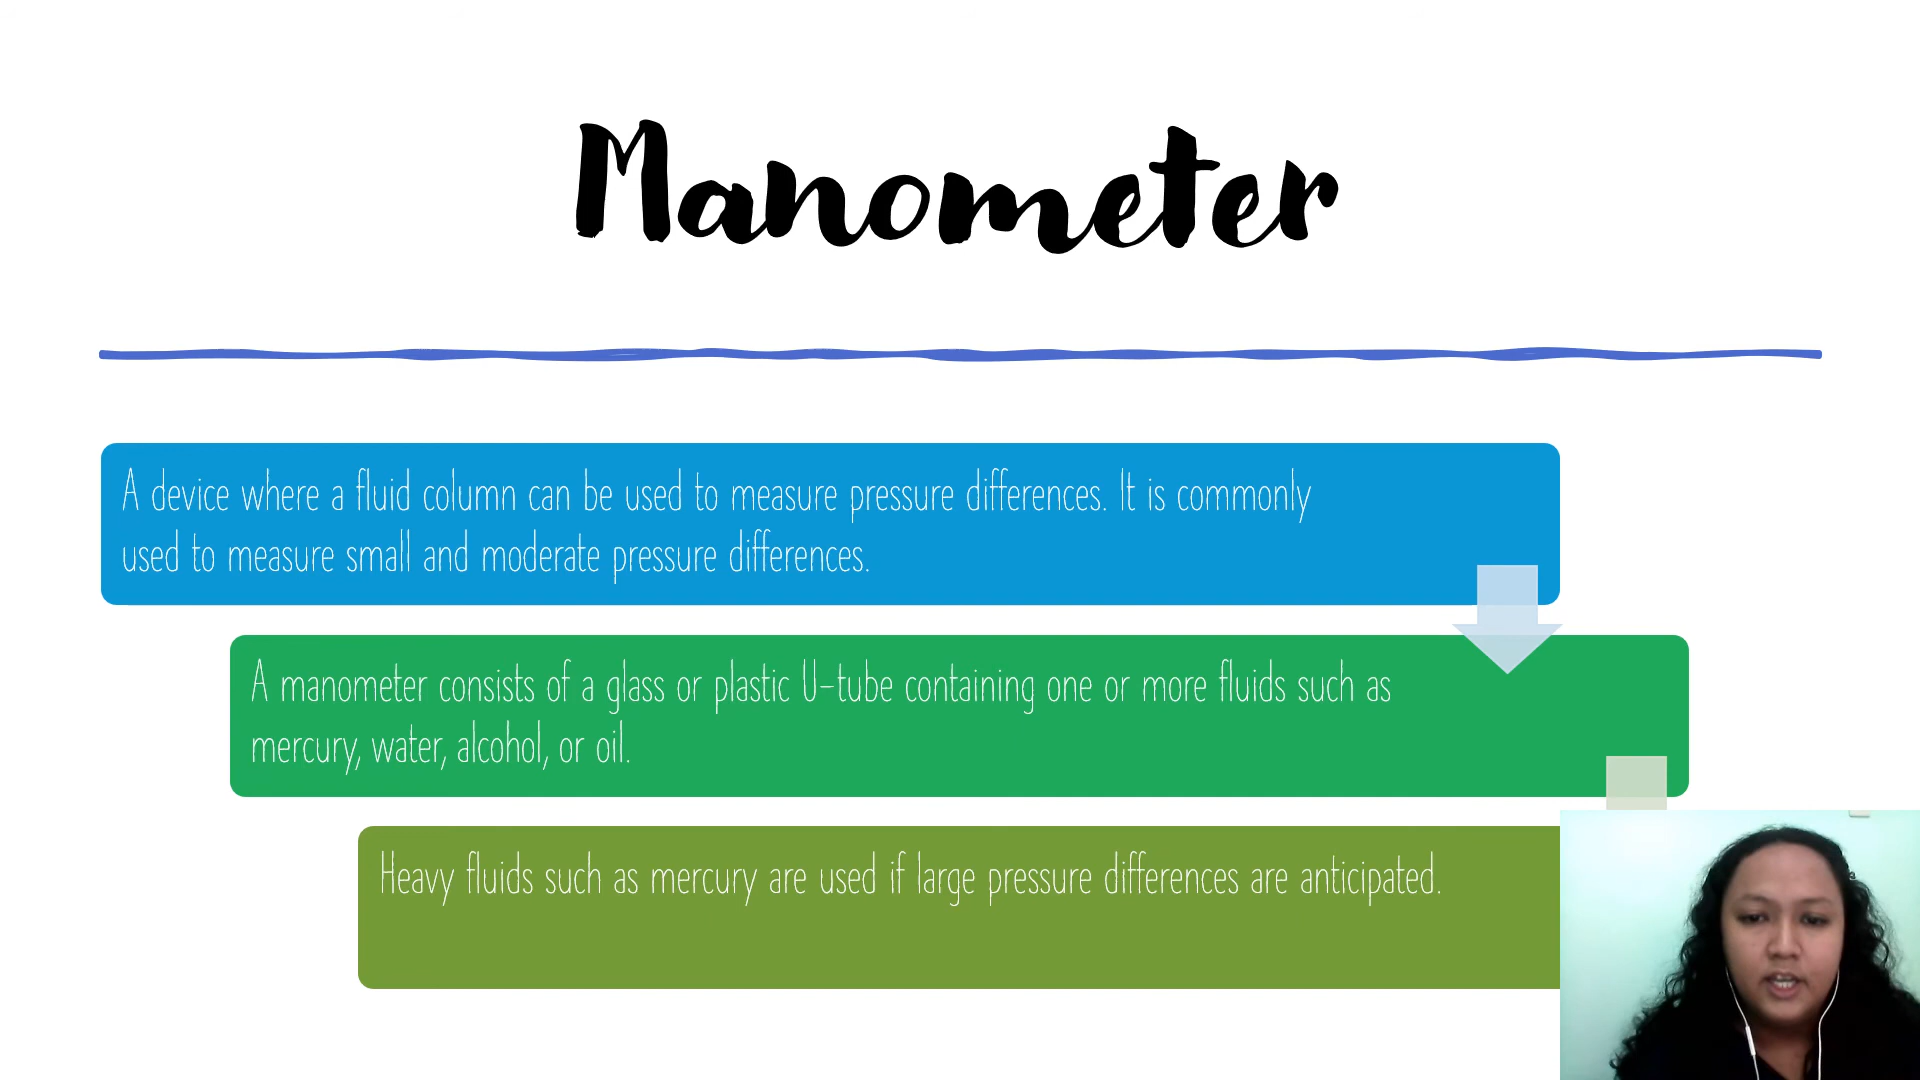 Manometer
A device where a fluid column can be used to measure pressure differences. It is commonly
used to measure small and moderate pressure differences.
A manometer consists of a glass or plastic U-tube containing one or more fluids such as
mercury, water, alcohol, or oil.
Heavy fluids such as mercury are used if large pressure differences are anticipated.